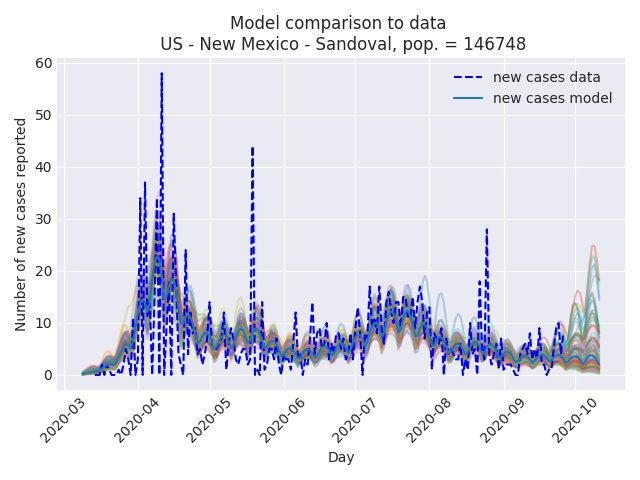 Model comparison to data
US - New Mexico - Sandoval, pop. = 146748
new cases data
new cases model
Number of new cases reported
60
50
40
30
20
10
0
2020-03
2020-04
2020-05
2020-06
2020-07
2020-08
2020-09
2020-10
Day